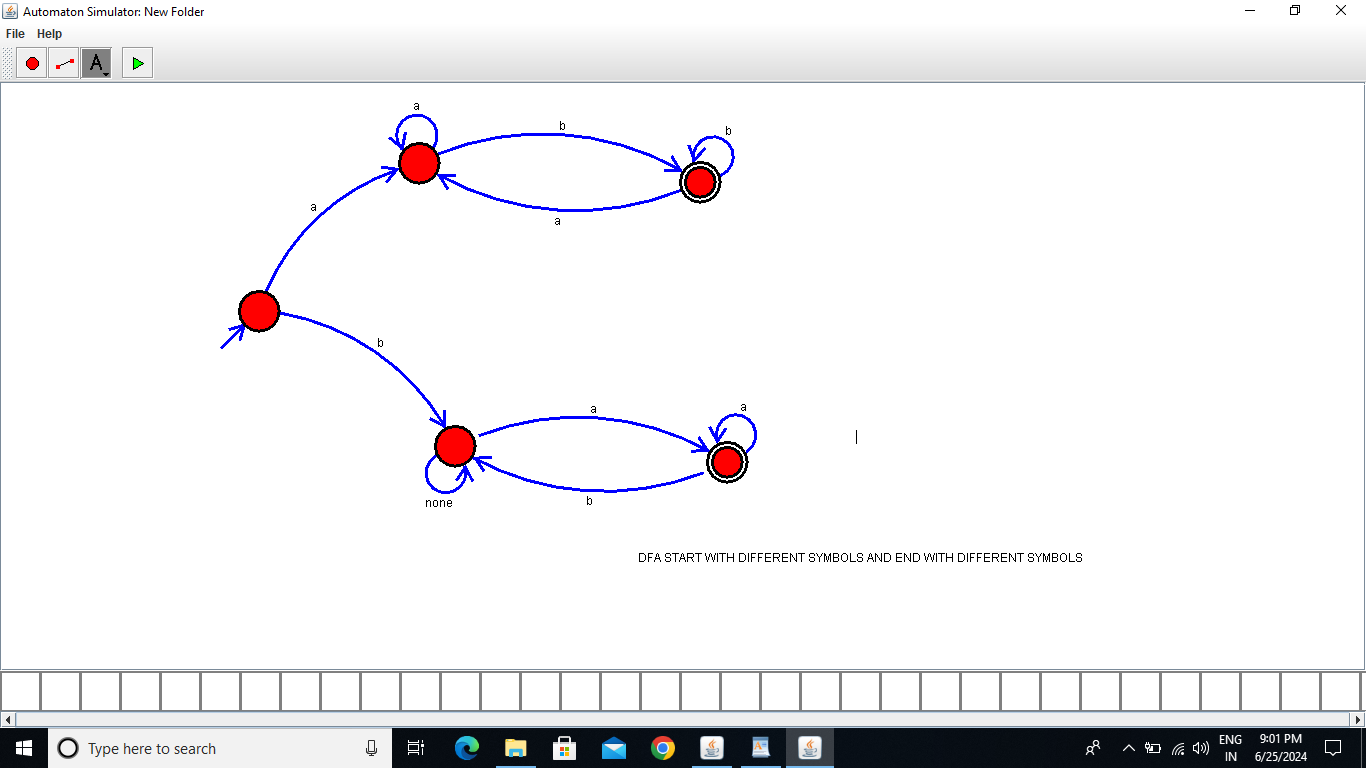 Automaton Simulator: New Folder
File Help
A
a
b
b
a
a
b
a
a
none
b
DFA START WITH DIFFERENT SYMBOLS AND END WITH DIFFERENT SYMBOLS
Type here to search
ENG
IN
9:01 PM
6/25/2024